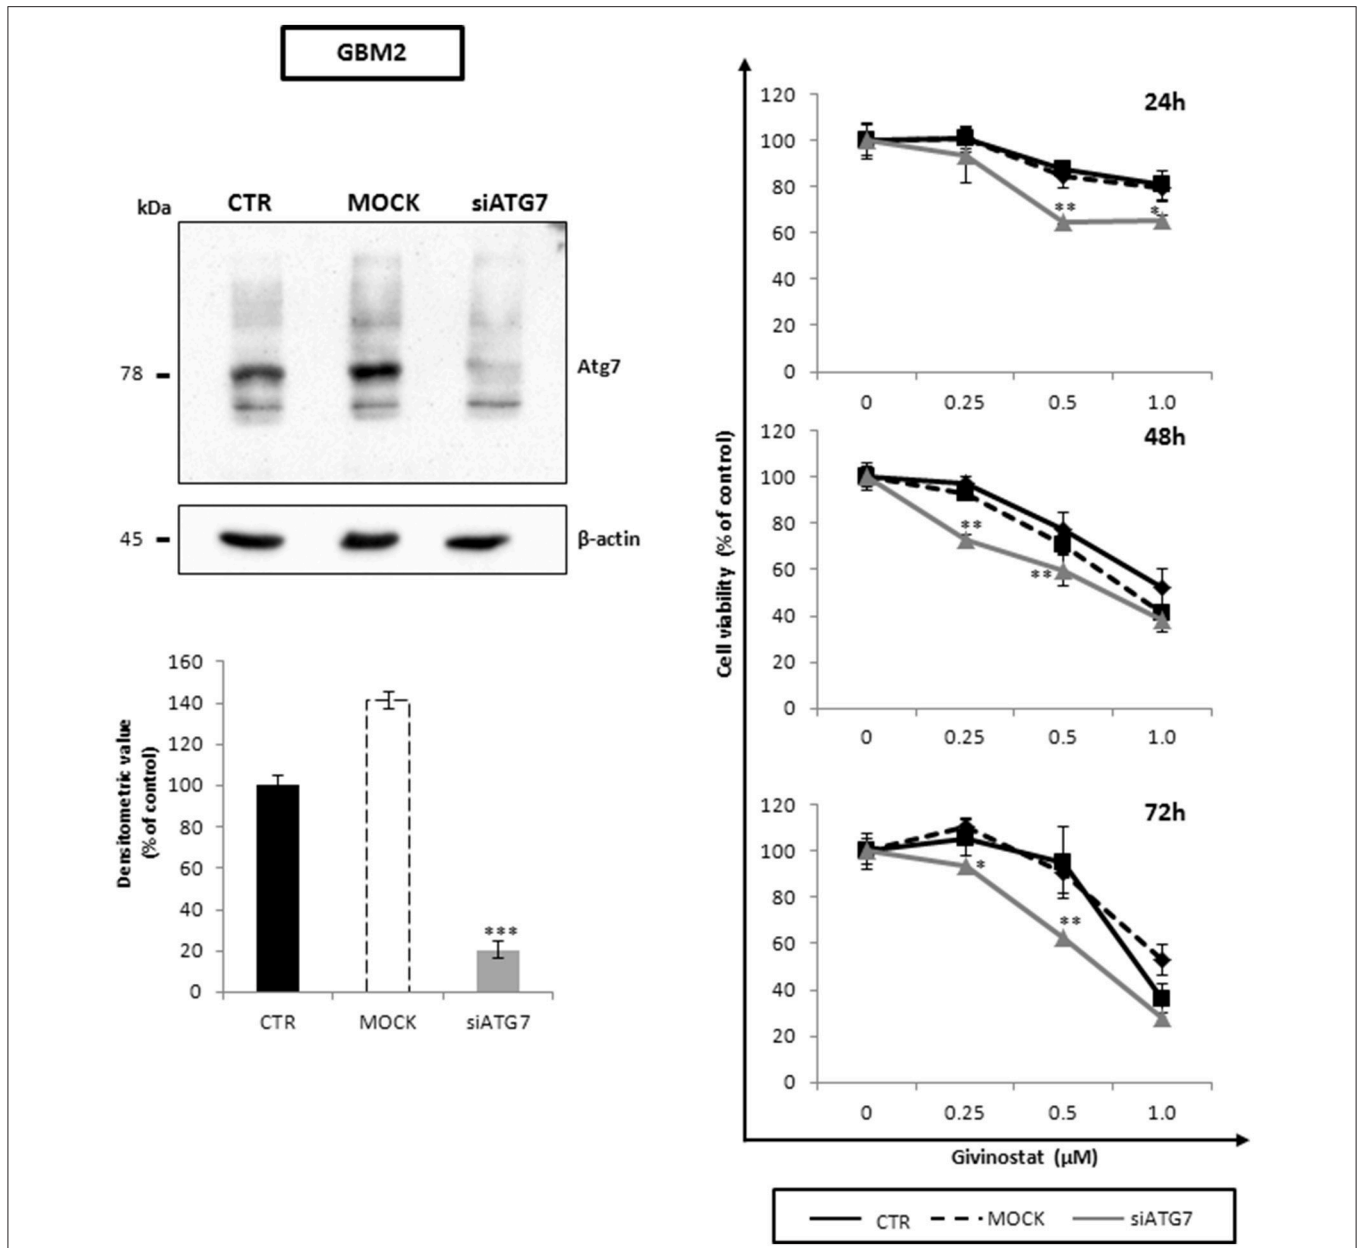 GBM2
kDa
CTR MOCK siATG7
78
Atg7
45
β-actin
160
140
120
100
80
60
40
20
0
***
Densitometric value
(% of control)
CTR MOCK siATG7
24h
120
100
80
60
40
20
0
**
*
0 0.25 0.5 1.0
48h
120
100
80
60
40
20
0
**
**
0 0.25 0.5 1.0
72h
120
100
80
60
40
20
0
*
**
0 0.25 0.5 1.0
Cell viability (% of control)
Givinostat (μM)
CTR MOCK siATG7